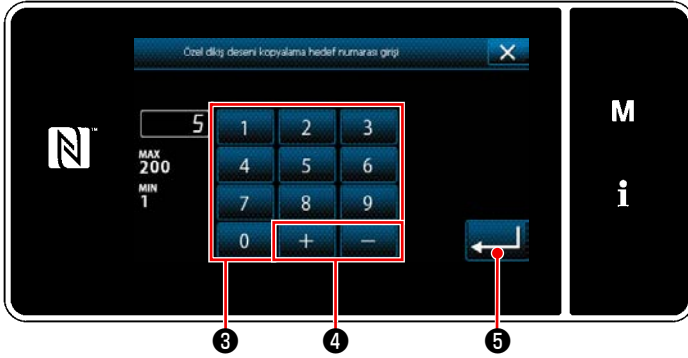 Özel dikiş deseni kopyalama hedef numarası girişi
M
5
1 2 3
MAX
200
4 5 6
MIN
1
7 8 9
i
0 + −
❸ ❹ ❺